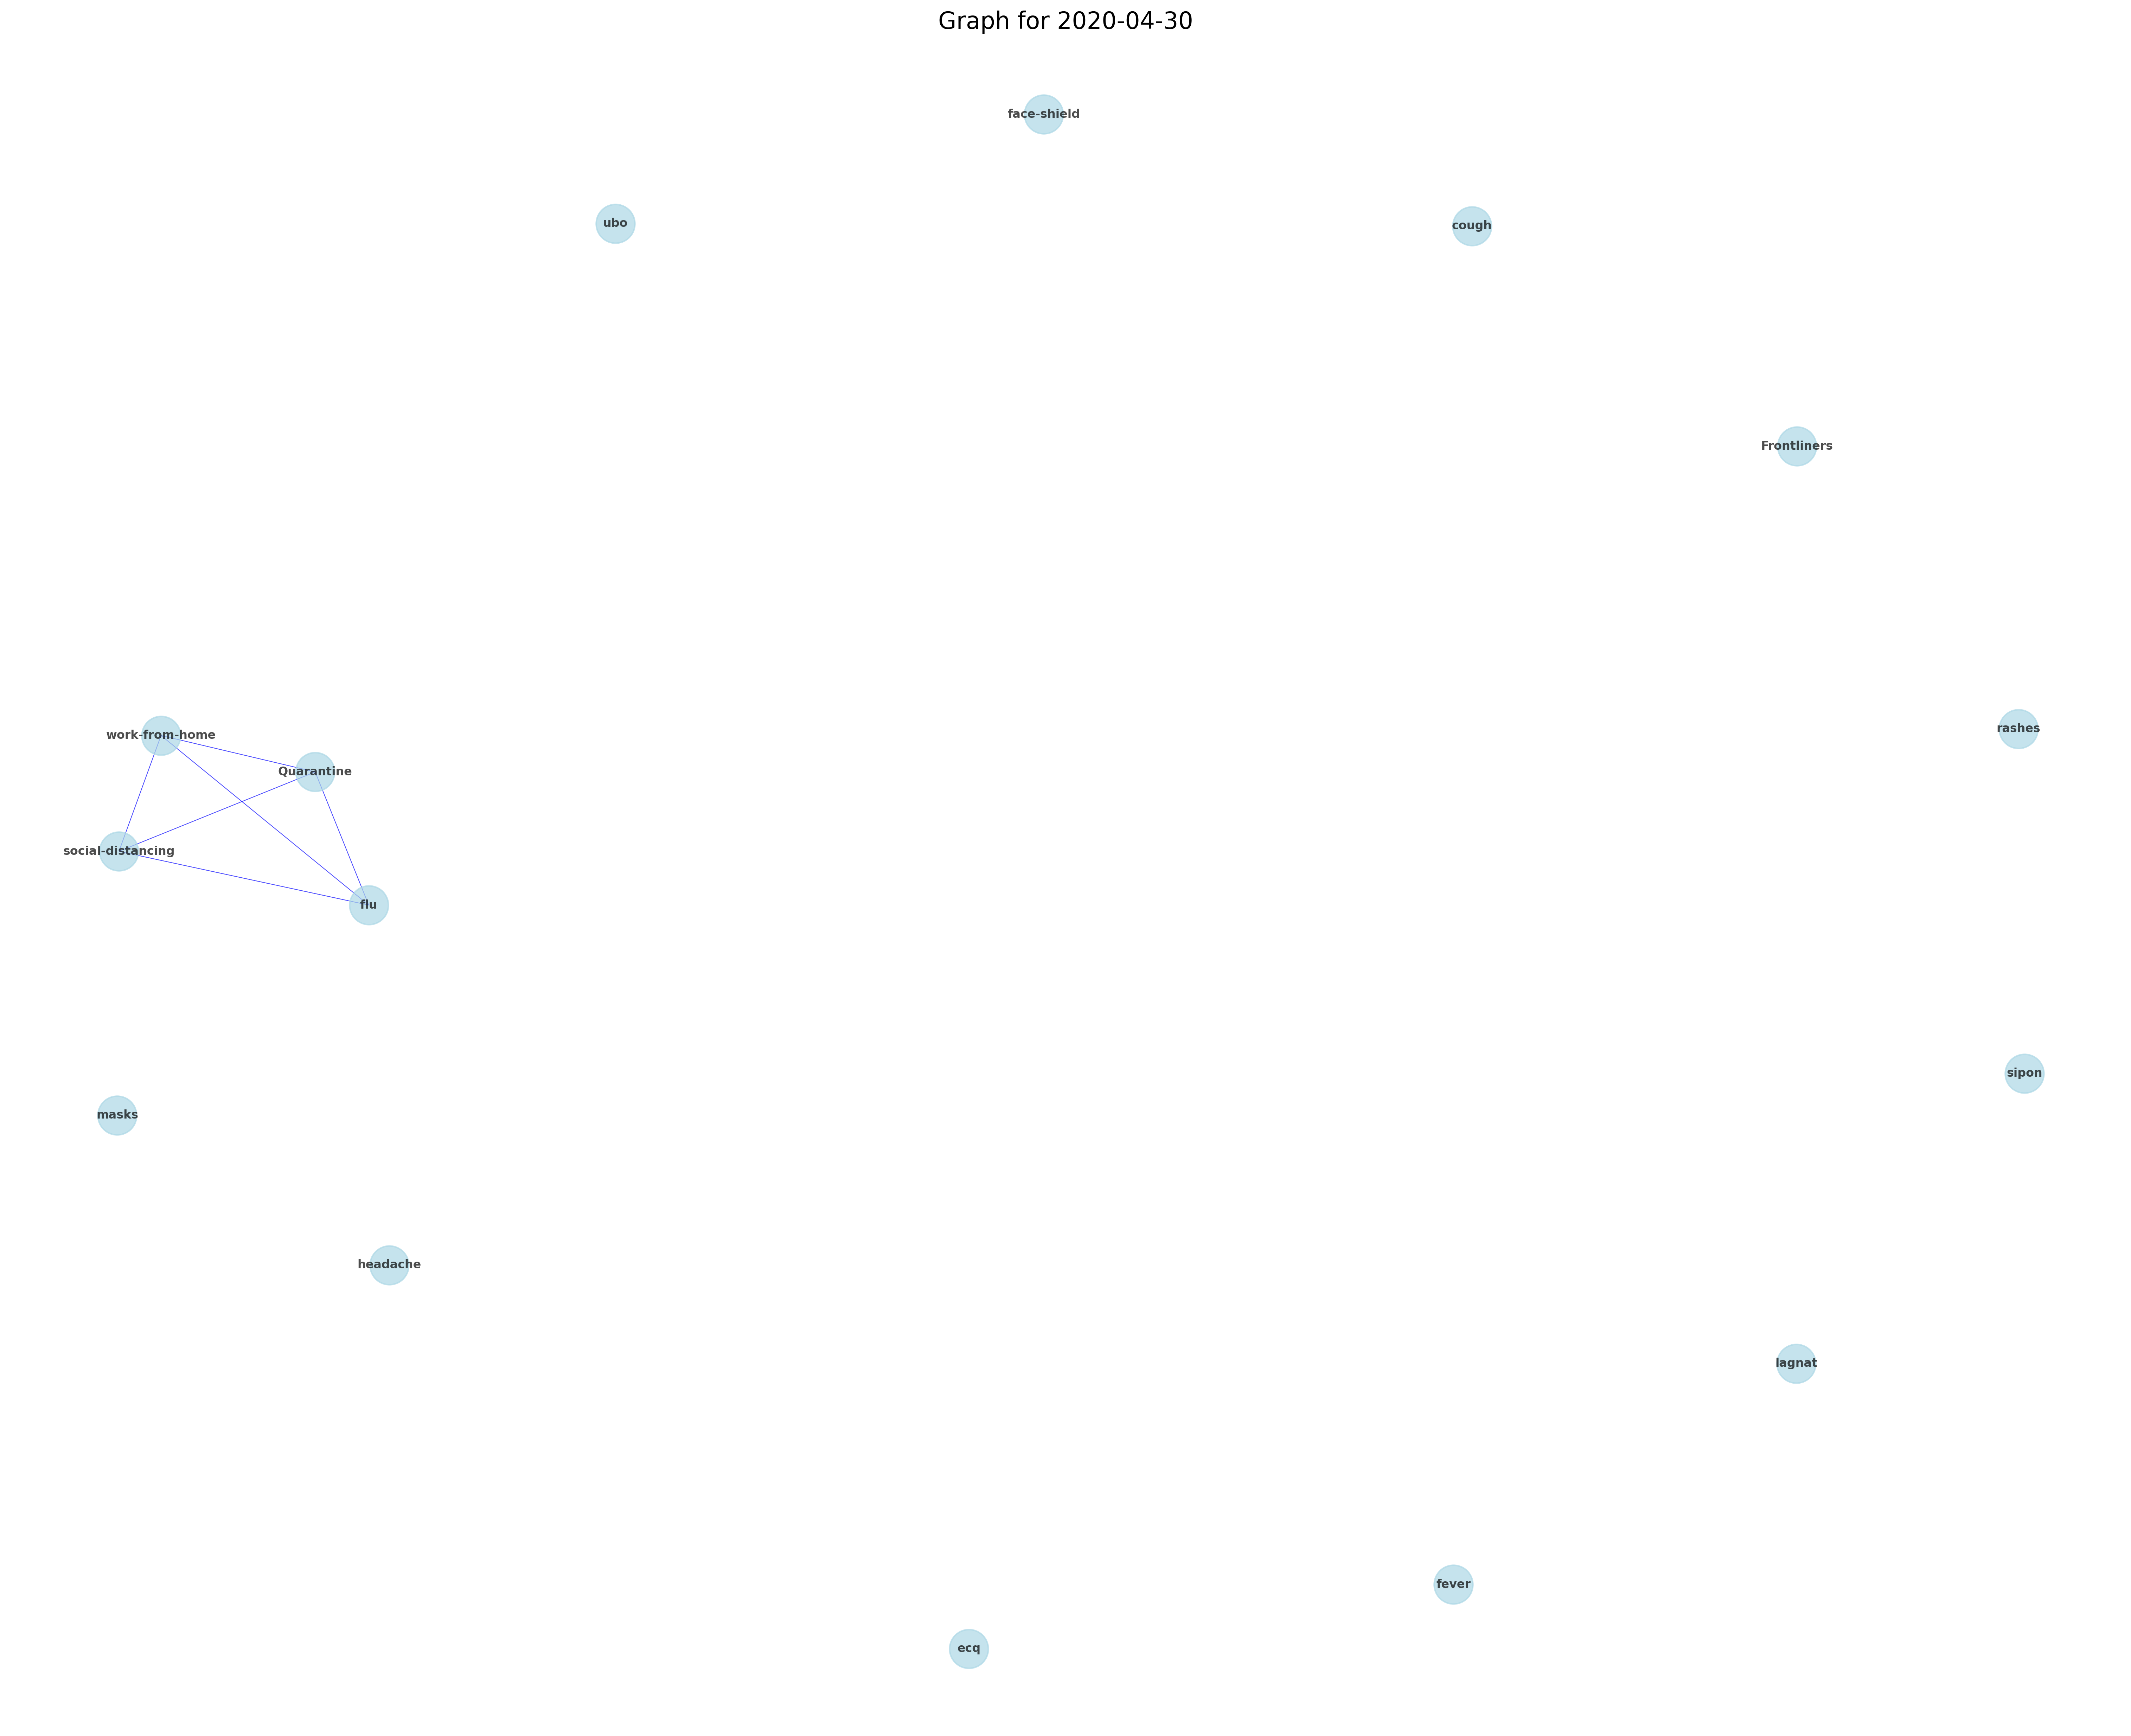 Graph for 2020-04-30
face-shield
ubo
cough
Frontliners
rashes
work-from-home
Quarantine
social-distancing
flu
sipon
masks
headache
lagnat
fever
ecq